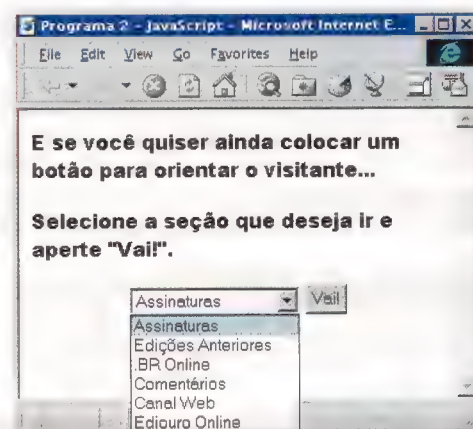 Programa 2 - JavaScript - Microsoft Internet E...
File Edit View Go Favorites Help
E se você quiser ainda colocar um
botão para orientar o visitante...
Selecione a seção que deseja ir e
aperte "Vai!".
Assinaturas Vai!
Assinaturas
Edições Anteriores
.BR Online
Comentários
Canal Web
Ediouro Online